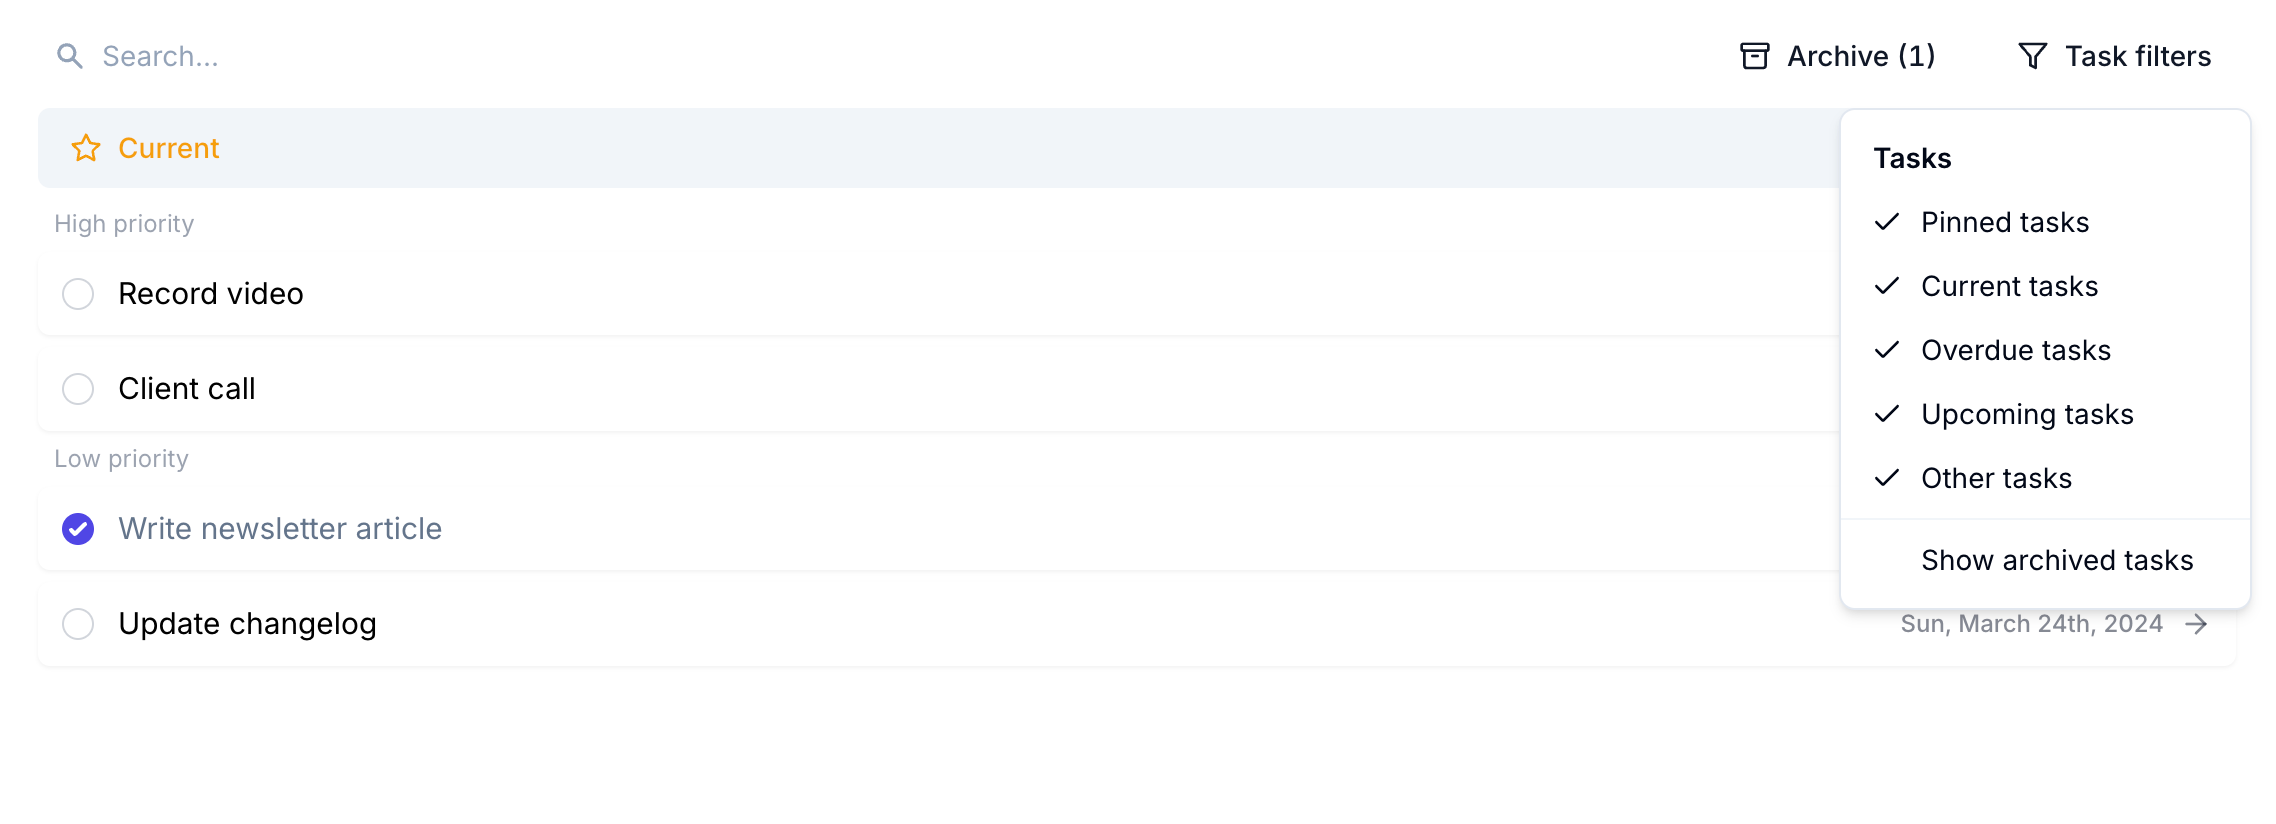 Search...
Archive (1)
Task filters
Current
High priority
Record video
Client call
Low priority
Write newsletter article
Update changelog
Sun, March 24th, 2024
Tasks
Pinned tasks
Current tasks
Overdue tasks
Upcoming tasks
Other tasks
Show archived tasks